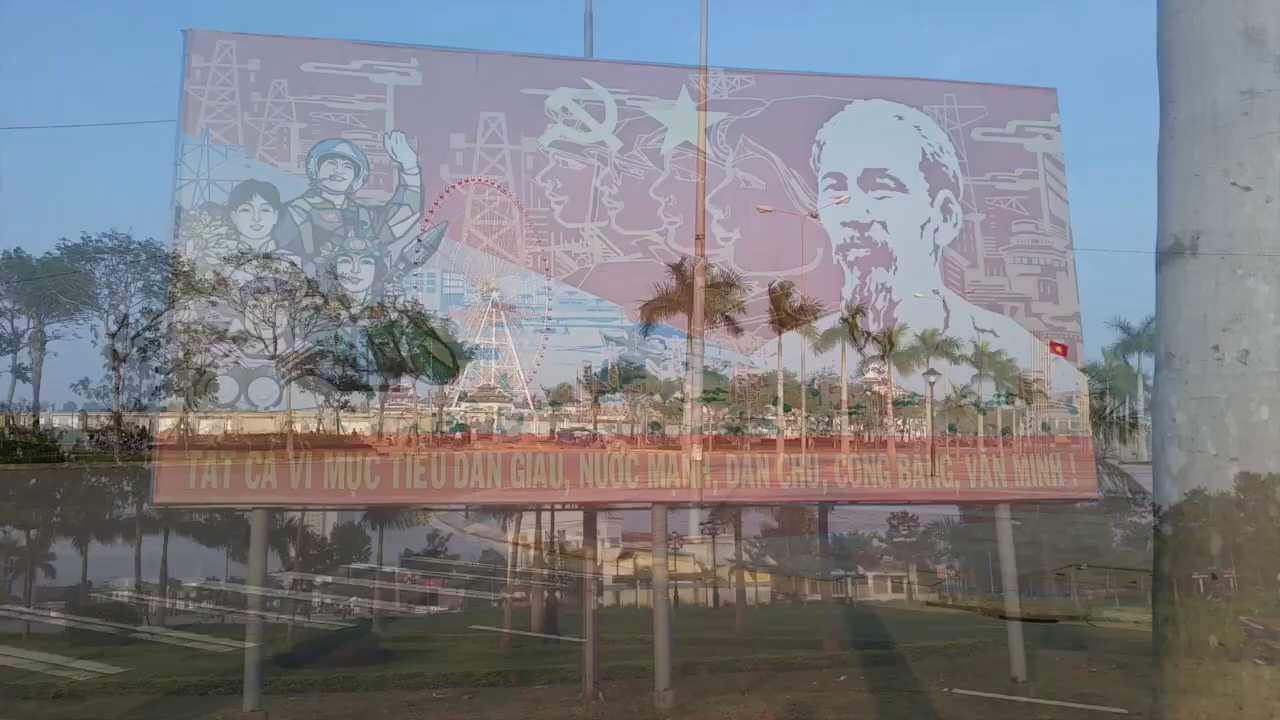 TẤT CẢ VÌ MỤC TIÊU DÂN GIÀU, NƯỚC MẠNH, DÂN CHỦ, CÔNG BẰNG, VĂN MINH !